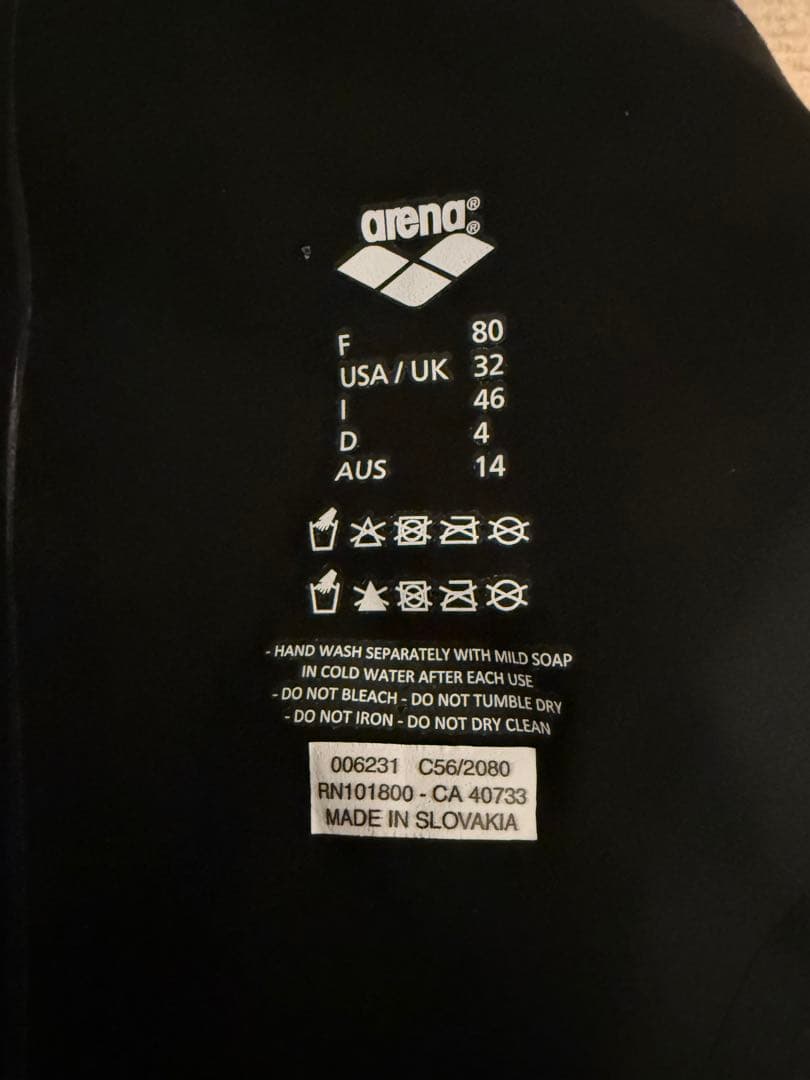 arena®
®
F 80
USA / UK 32
I 46
D 4
AUS 14
- HAND WASH SEPARATELY WITH MILD SOAP
IN COLD WATER AFTER EACH USE
- DO NOT BLEACH - DO NOT TUMBLE DRY
- DO NOT IRON - DO NOT DRY CLEAN
006231 C56/2080
RN101800 - CA 40733
MADE IN SLOVAKIA